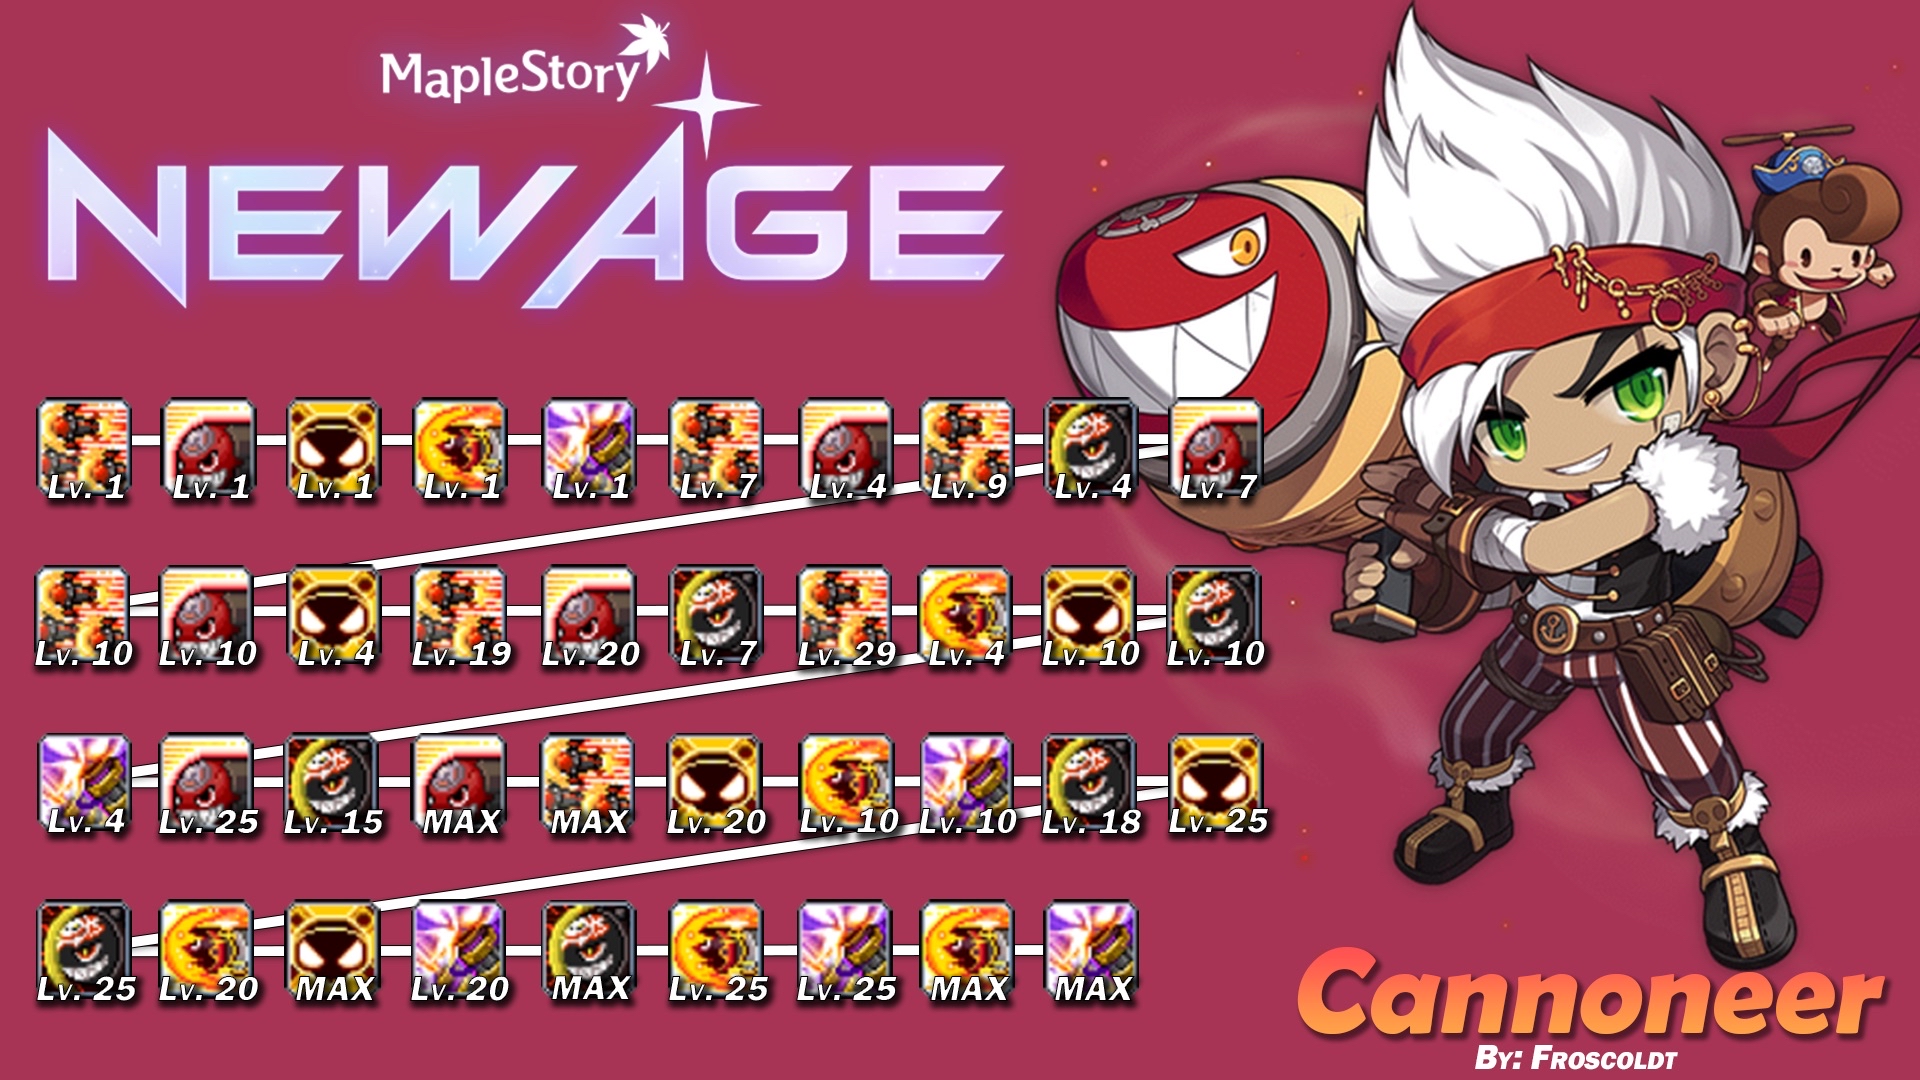 MapleStory
NEW AGE
Lv. 1 Lv. 1 Lv. 1 Lv. 1 Lv. 1 Lv. 7 Lv. 4 Lv. 9 Lv. 4 Lv. 7
Lv. 10 Lv. 10 Lv. 4 Lv. 19 Lv. 20 Lv. 7 Lv. 29 Lv. 4 Lv. 10 Lv. 10
Lv. 4 Lv. 25 Lv. 15 MAX MAX Lv. 20 Lv. 10 Lv. 10 Lv. 18 Lv. 25
Lv. 25 Lv. 20 MAX Lv. 20 MAX Lv. 25 Lv. 25 MAX MAX
Cannoneer
By: Froscoldt